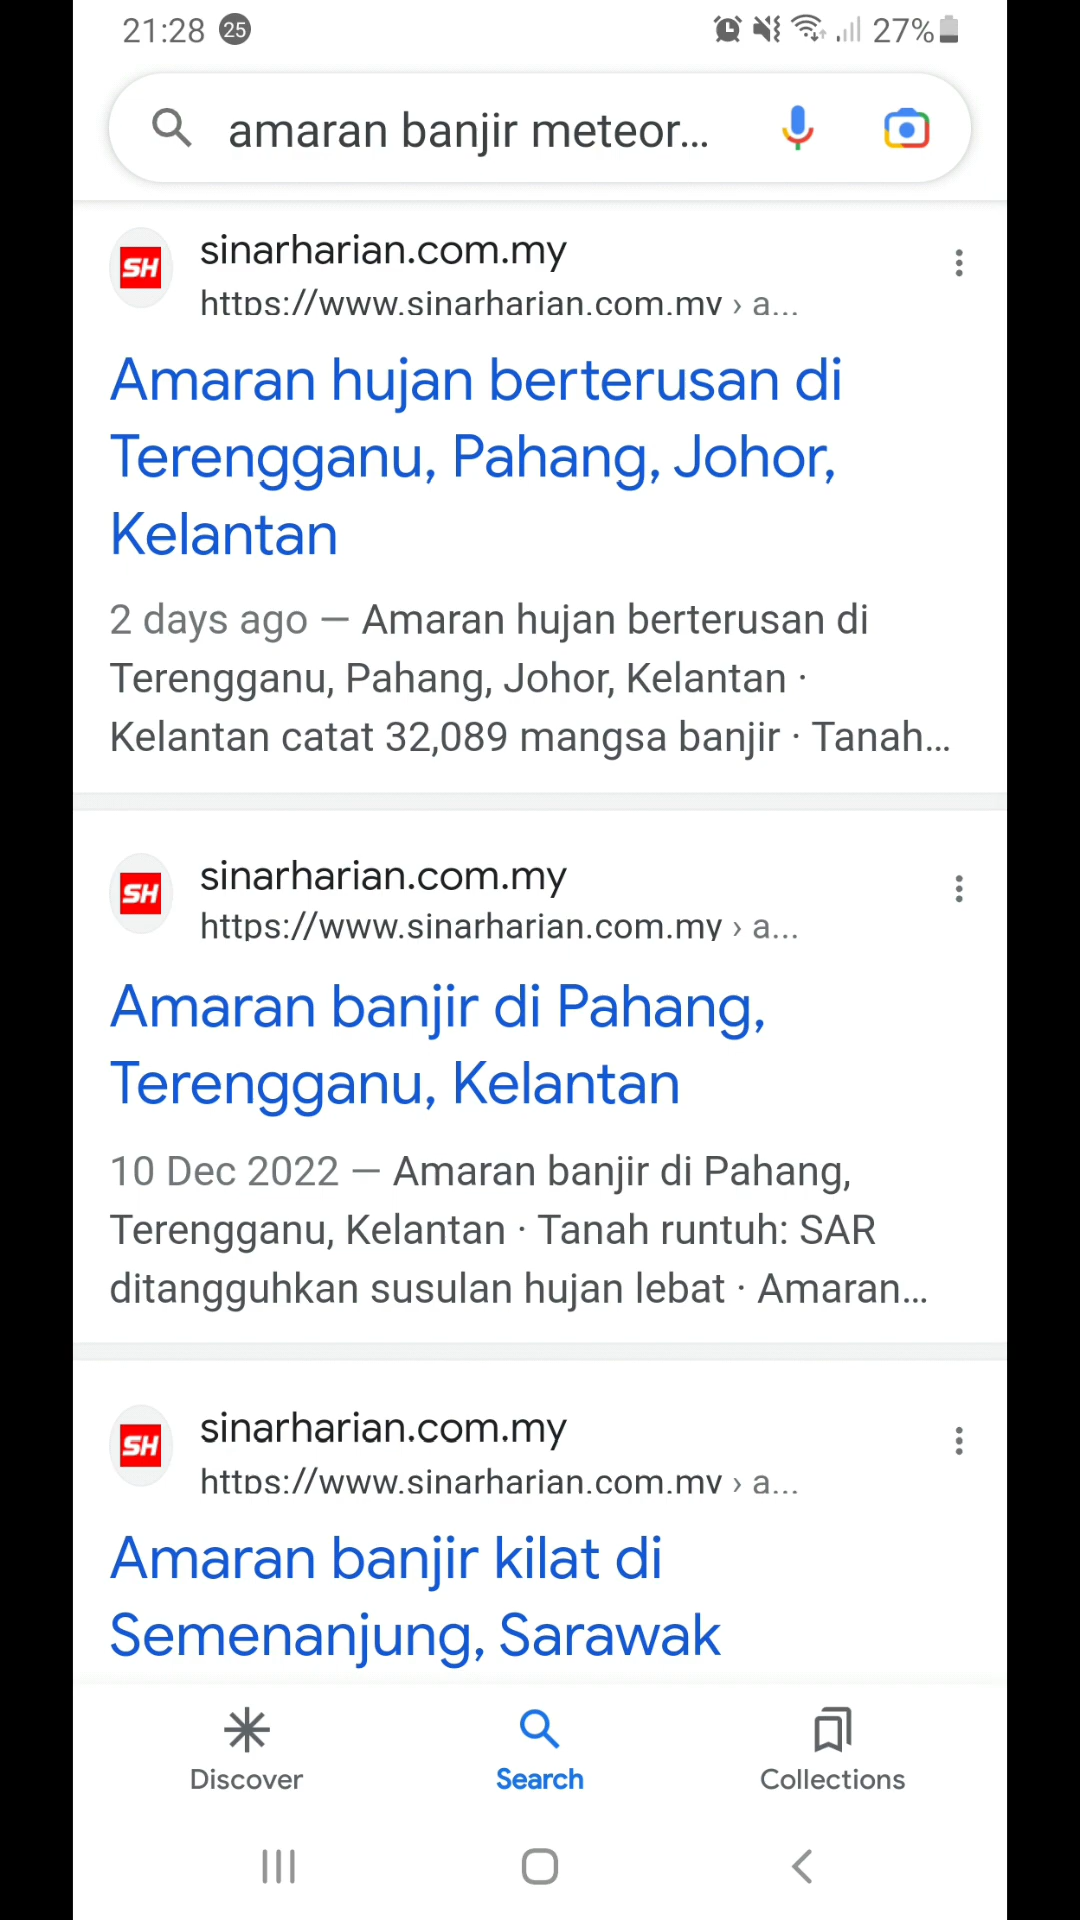 21:28 25 27%
amaran banjir meteor...
SH sinarharian.com.my
https://www.sinarharian.com.my › a...
Amaran hujan berterusan di
Terengganu, Pahang, Johor,
Kelantan
2 days ago — Amaran hujan berterusan di
Terengganu, Pahang, Johor, Kelantan ·
Kelantan catat 32,089 mangsa banjir · Tanah...
SH sinarharian.com.my
https://www.sinarharian.com.my › a...
Amaran banjir di Pahang,
Terengganu, Kelantan
10 Dec 2022 — Amaran banjir di Pahang,
Terengganu, Kelantan · Tanah runtuh: SAR
ditangguhkan susulan hujan lebat · Amaran...
SH sinarharian.com.my
https://www.sinarharian.com.my › a...
Amaran banjir kilat di
Semenanjung, Sarawak
Discover Search Collections